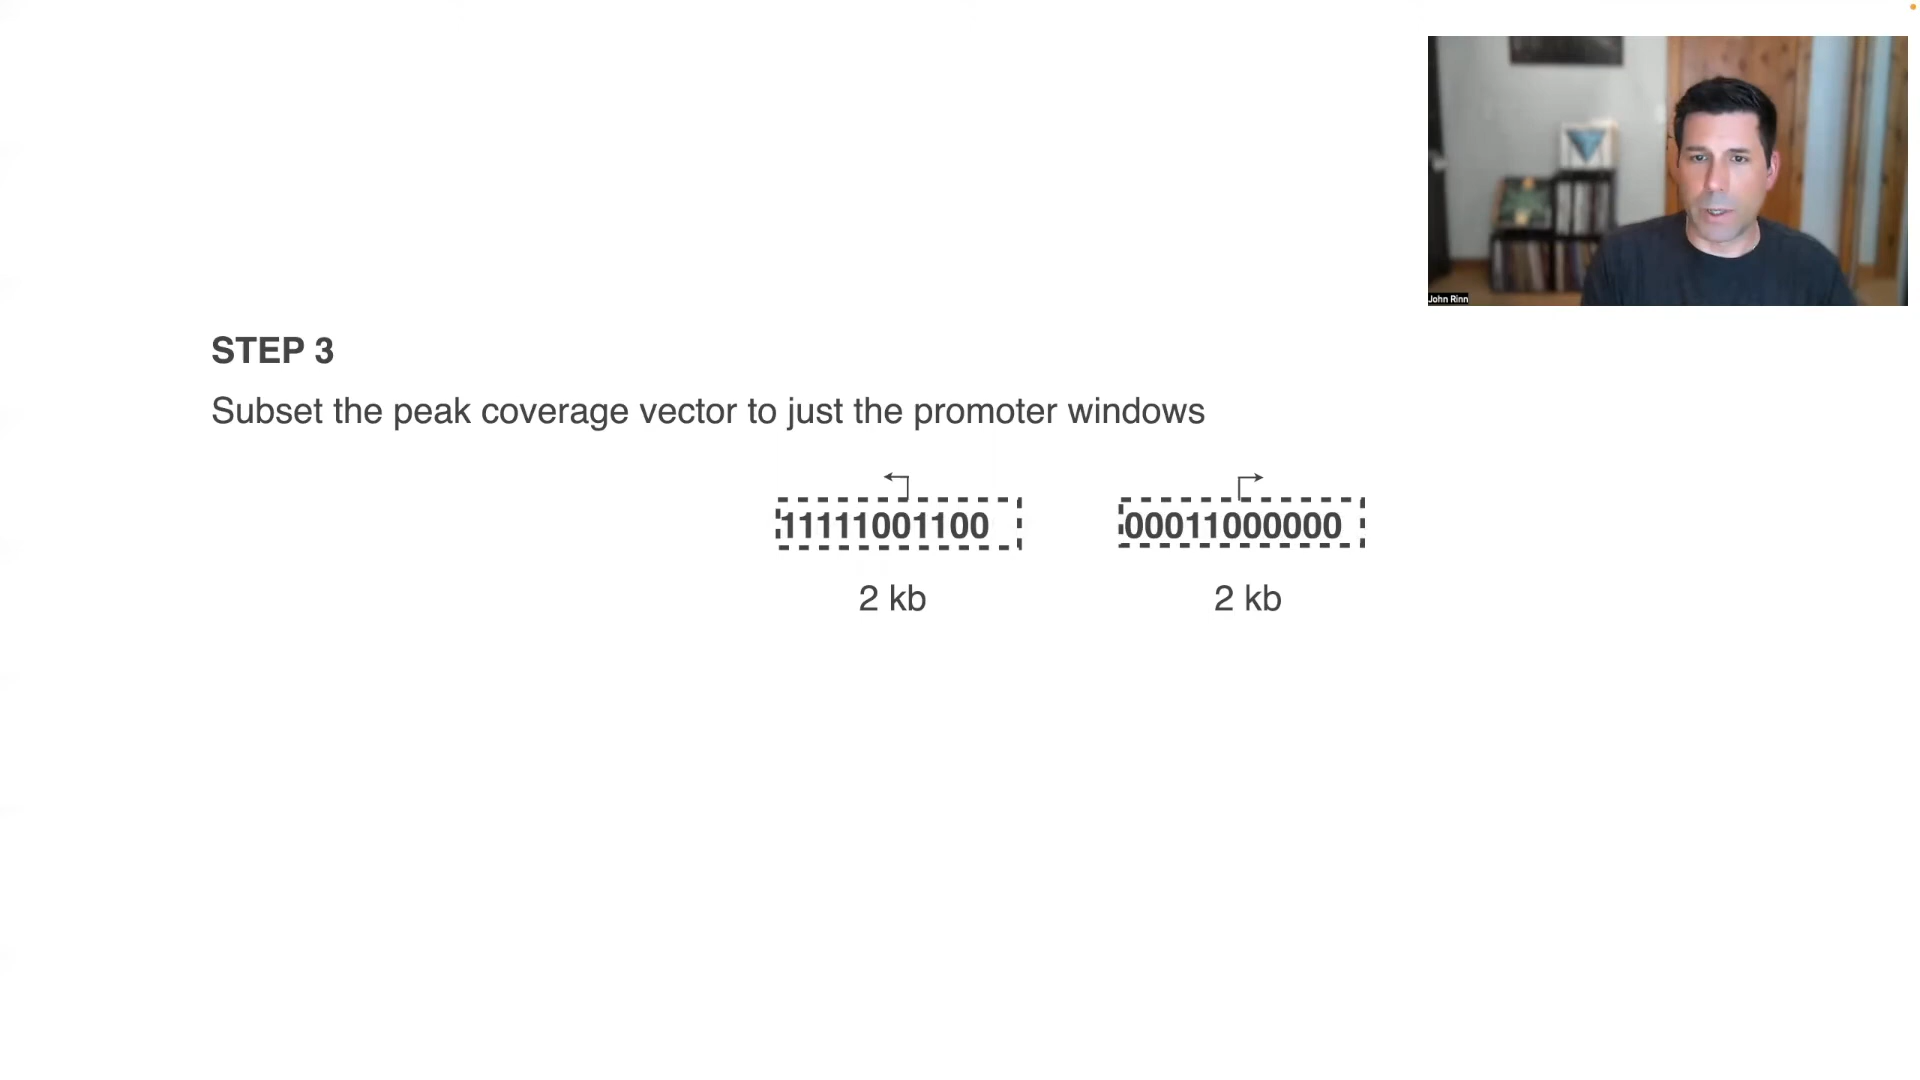 John Rinn
STEP 3
Subset the peak coverage vector to just the promoter windows
11111001100 00011000000
2 kb 2 kb